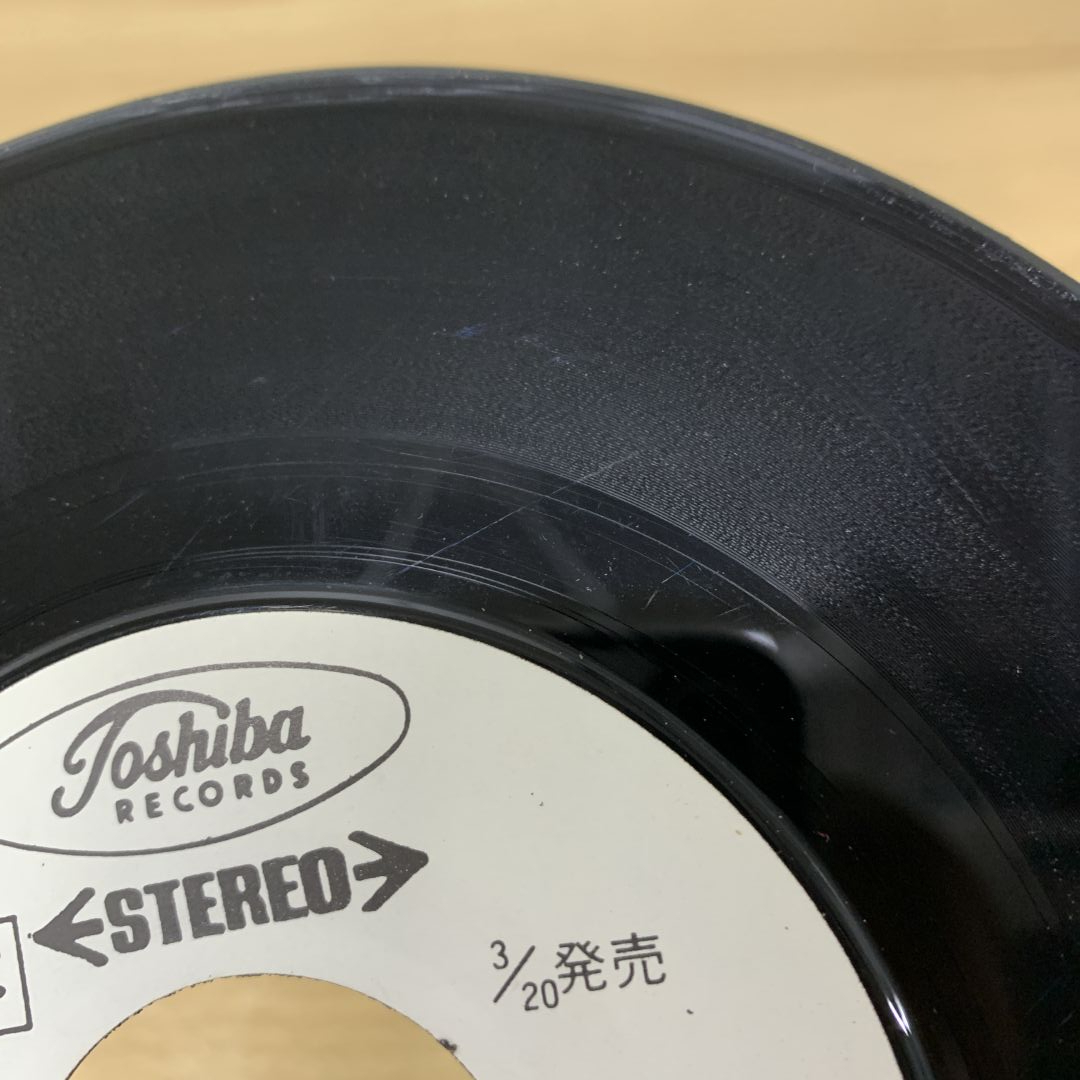 Toshiba
RECORDS
STEREO
3/20発売